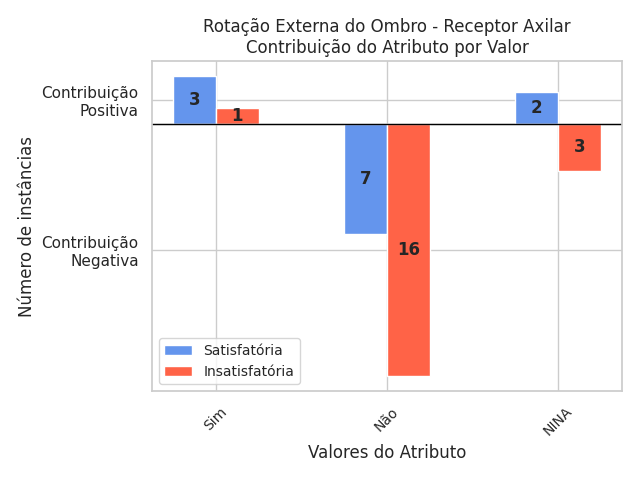 Rotação Externa do Ombro - Receptor Axilar
Contribuição do Atributo por Valor
Contribuição
Positiva
Contribuição
Negativa
Número de instâncias
3
1
7
16
2
3
Satisfatória
Insatisfatória
Sim
Não
NINA
Valores do Atributo